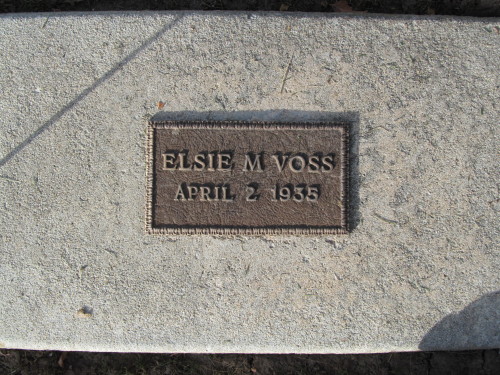 ELSIE M VOSS
APRIL 2 1935